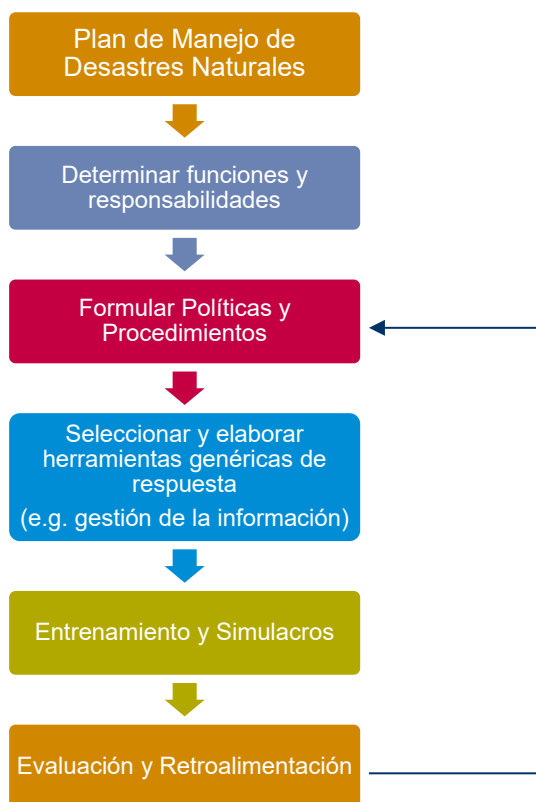 Plan de Manejo de
Desastres Naturales
Determinar funciones y
responsabilidades
Formular Políticas y
Procedimientos
Seleccionar y elaborar
herramientas genéricas de
respuesta
(e.g. gestión de la información)
Entrenamiento y Simulacros
Evaluación y Retroalimentación